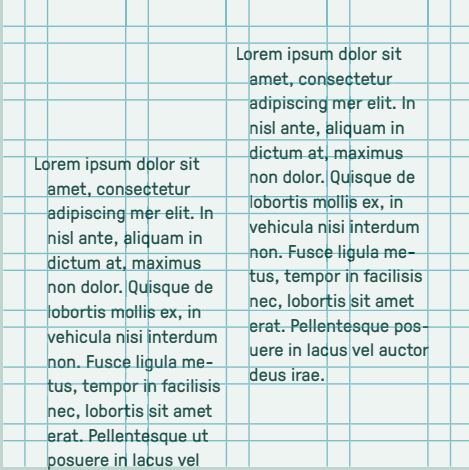 Lorem ipsum dolor sit
amet, consectetur
adipiscing mer elit. In
nisl ante, aliquam in
dictum at, maximus
non dolor. Quisque de
lobortis mollis ex, in
vehicula nisi interdum
non. Fusce ligula me-
tus, tempor in facilisis
nec, lobortis sit amet
erat. Pellentesque ut
posuere in lacus vel
Lorem ipsum dolor sit
amet, consectetur
adipiscing mer elit. In
nisl ante, aliquam in
dictum at, maximus
non dolor. Quisque de
lobortis mollis ex, in
vehicula nisi interdum
non. Fusce ligula me-
tus, tempor in facilisis
nec, lobortis sit amet
erat. Pellentesque pos-
uere in lacus vel auctor
deus irae.